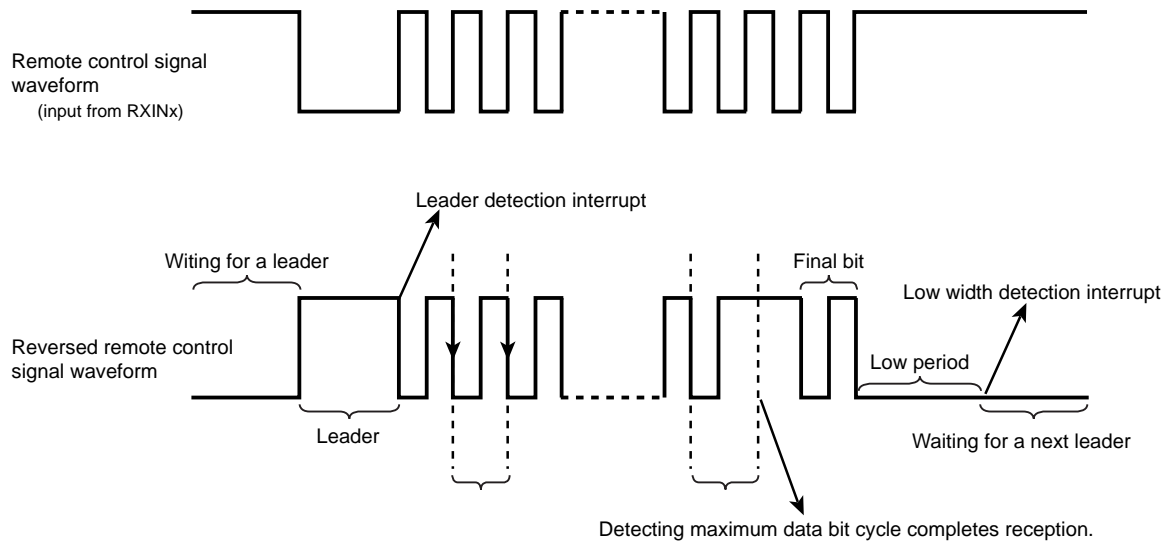 Remote control signal
waveform
(input from RXINx)
Leader detection interrupt
Witing for a leader
Final bit
Low width detection interrupt
Reversed remote control
signal waveform
Low period
Leader
Waiting for a next leader
Detecting maximum data bit cycle completes reception.